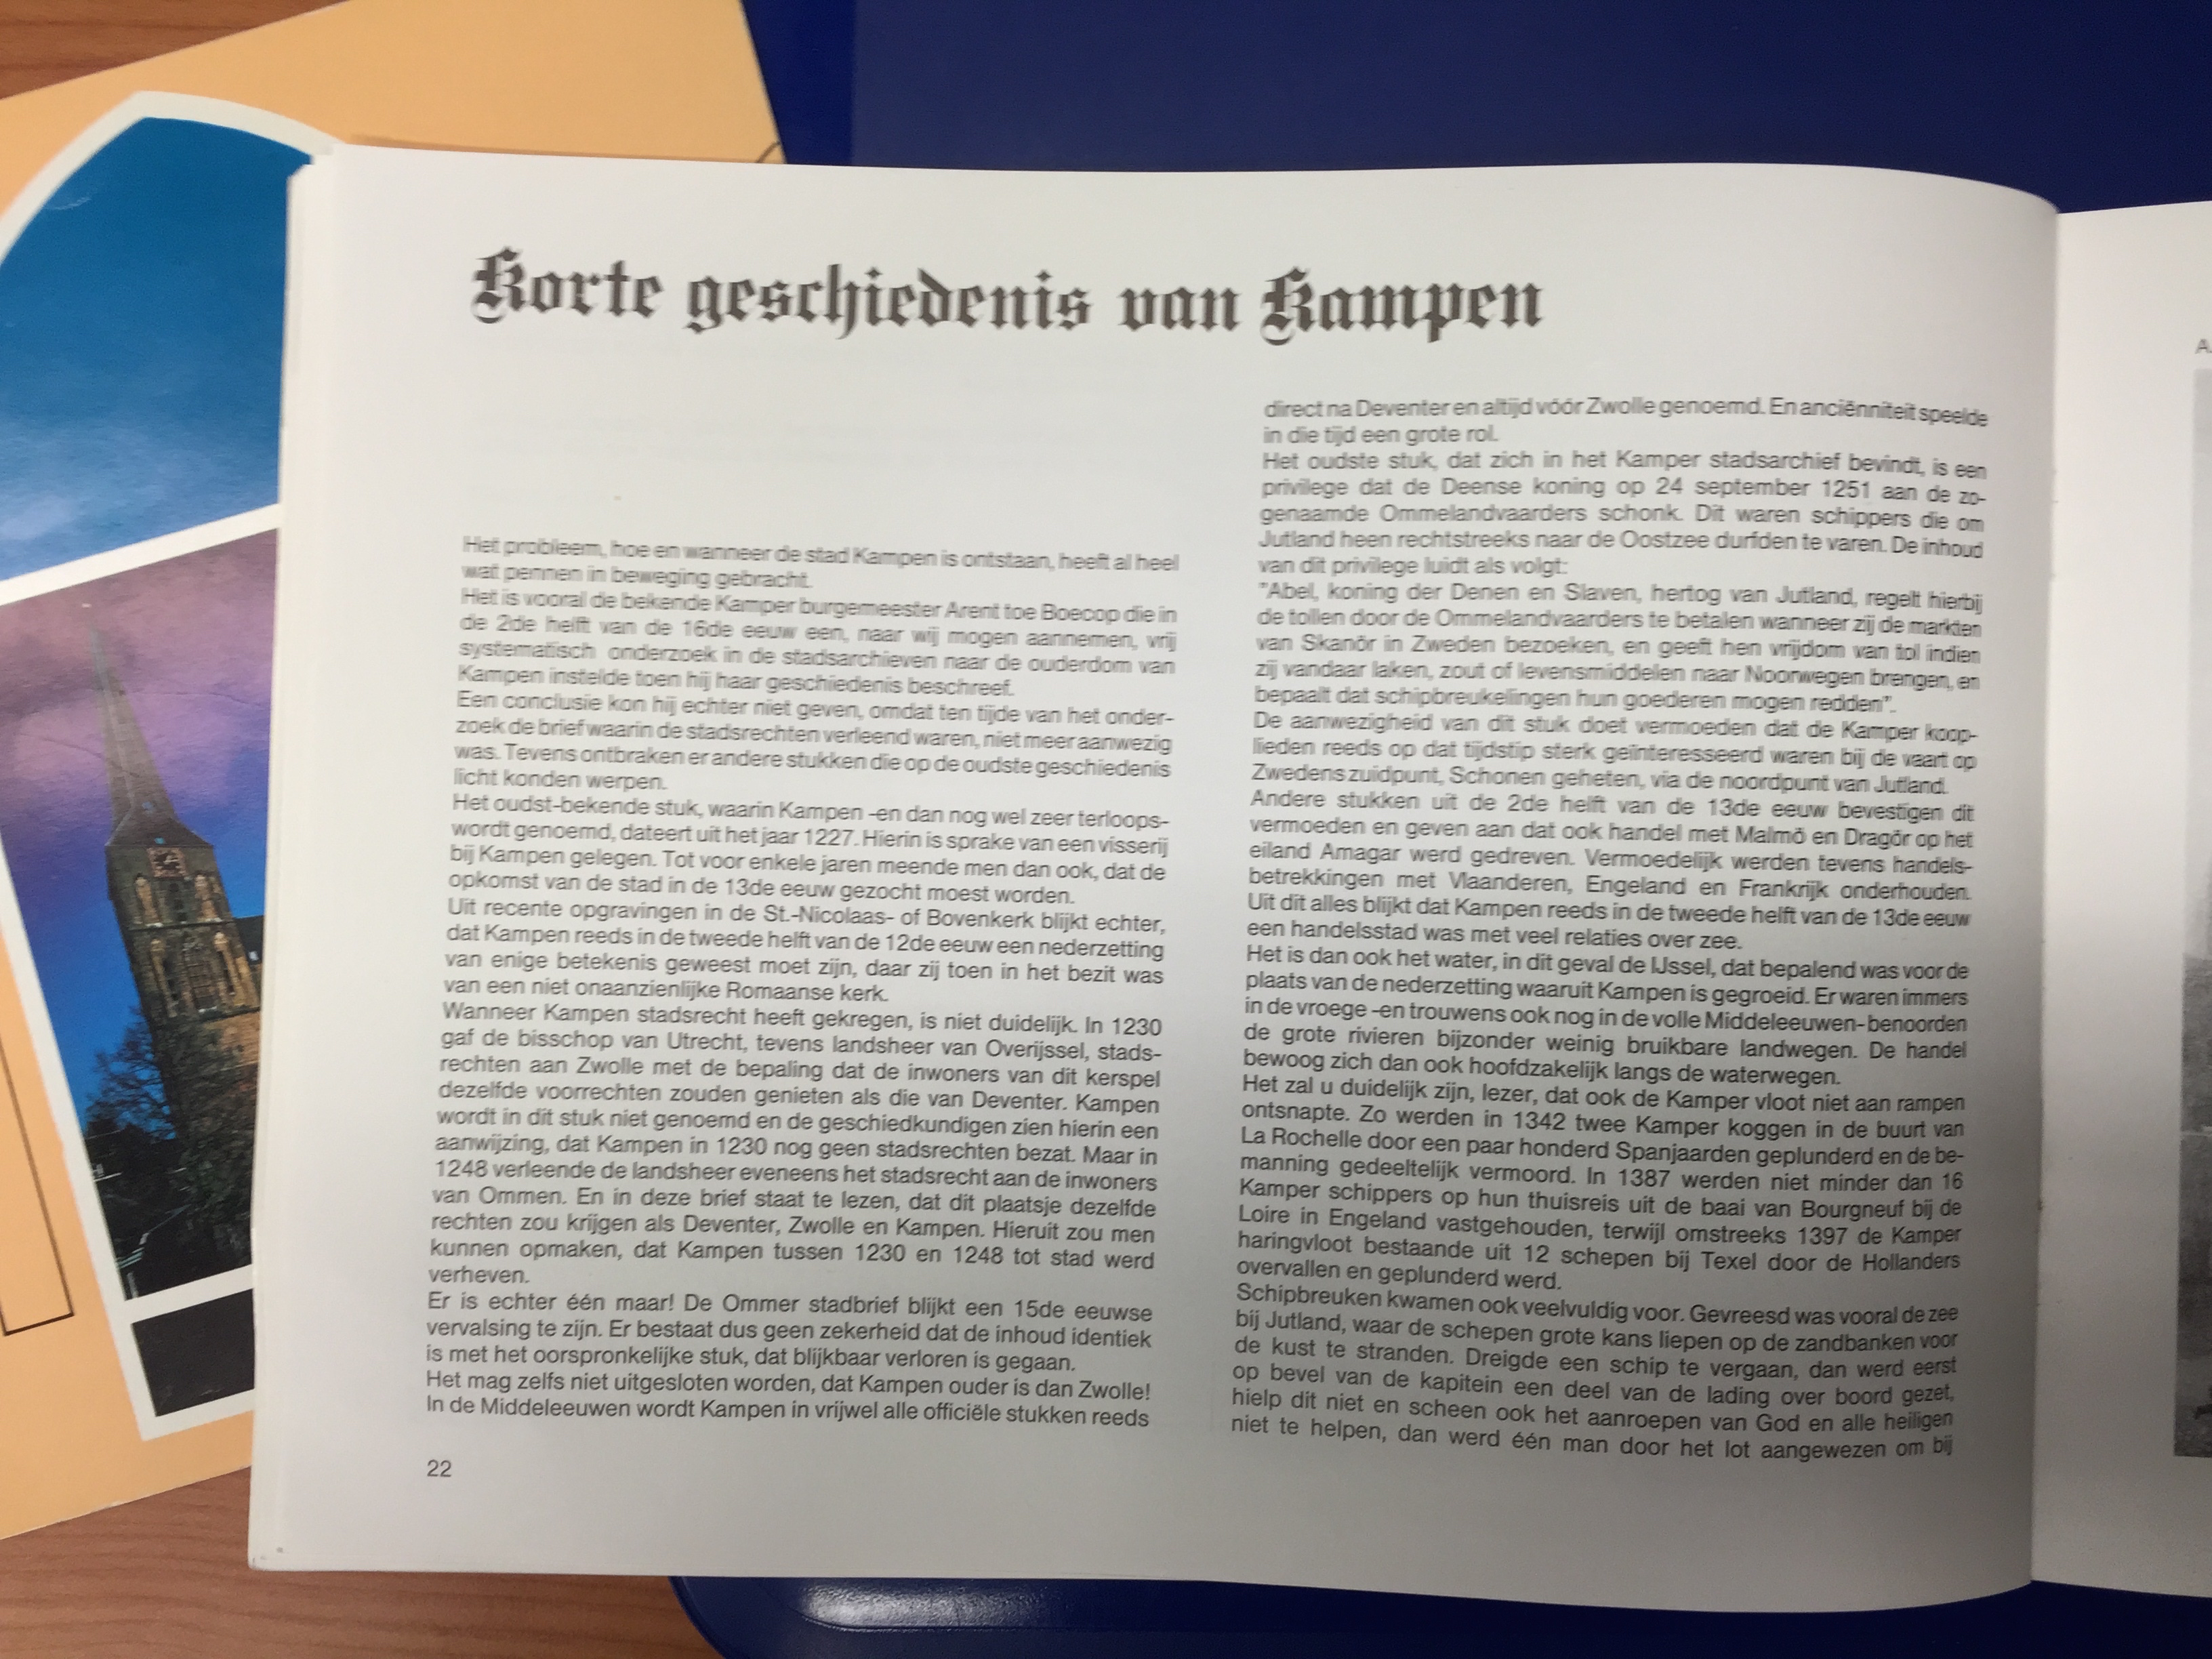 Korte geschiedenis van Kampen
Het probleem, hoe en wanneer de stad Kampen is ontstaan, heeft al heel
wat pennen in beweging gebracht.
Het is vooral de bekende Kamper burgemeester Arent toe Boecop die in
de 2de helft van de 16de eeuw een, naar wij mogen aannemen, vrij
systematisch onderzoek in de stadsarchieven naar de ouderdom van
Kampen instelde toen hij haar geschiedenis beschreef.
Een conclusie kon hij echter niet geven, omdat ten tijde van het onder-
zoek de brief waarin de stadsrechten verleend waren, niet meer aanwezig
was. Tevens ontbraken er andere stukken die op de oudste geschiedenis
licht konden werpen.
Het oudst-bekende stuk, waarin Kampen -en dan nog wel zeer terloops-
wordt genoemd, dateert uit het jaar 1227. Hierin is sprake van een visserij
bij Kampen gelegen. Tot voor enkele jaren meende men dan ook, dat de
opkomst van de stad in de 13de eeuw gezocht moest worden.
Uit recente opgravingen in de St.-Nicolaas- of Bovenkerk blijkt echter,
dat Kampen reeds in de tweede helft van de 12de eeuw een nederzetting
van enige betekenis geweest moet zijn, daar zij toen in het bezit was
van een niet onaanzienlijke Romaanse kerk.
Wanneer Kampen stadsrecht heeft gekregen, is niet duidelijk. In 1230
gaf de bisschop van Utrecht, tevens landsheer van Overijssel, stads-
rechten aan Zwolle met de bepaling dat de inwoners van dit kerspel
dezelfde voorrechten zouden genieten als die van Deventer. Kampen
wordt in dit stuk niet genoemd en de geschiedkundigen zien hierin een
aanwijzing, dat Kampen in 1230 nog geen stadsrechten bezat. Maar in
1248 verleende de landsheer eveneens het stadsrecht aan de inwoners
van Ommen. En in deze brief staat te lezen, dat dit plaatsje dezelfde
rechten zou krijgen als Deventer, Zwolle en Kampen. Hieruit zou men
kunnen opmaken, dat Kampen tussen 1230 en 1248 tot stad werd
verheven.
Er is echter één maar! De Ommer stadbrief blijkt een 15de eeuwse
vervalsing te zijn. Er bestaat dus geen zekerheid dat de inhoud identiek
is met het oorspronkelijke stuk, dat blijkbaar verloren is gegaan.
Het mag zelfs niet uitgesloten worden, dat Kampen ouder is dan Zwolle!
In de Middeleeuwen wordt Kampen in vrijwel alle officiële stukken reeds
22
direct na Deventer en altijd vóór Zwolle genoemd. En anciënniteit speelde
in die tijd een grote rol.
Het oudste stuk, dat zich in het Kamper stadsarchief bevindt, is een
privilege dat de Deense koning op 24 september 1251 aan de zo-
genaamde Ommelandvaarders schonk. Dit waren schippers die om
Jutland heen rechtstreeks naar de Oostzee durfden te varen. De inhoud
van dit privilege luidt als volgt:
"Abel, koning der Denen en Slaven, hertog van Jutland, regelt hierbij
de tollen door de Ommelandvaarders te betalen wanneer zij de markten
van Skanör in Zweden bezoeken, en geeft hen vrijdom van tol indien
zij vandaar laken, zout of levensmiddelen naar Noorwegen brengen, en
bepaalt dat schipbreukelingen hun goederen mogen redden".
De aanwezigheid van dit stuk doet vermoeden dat de Kamper koop-
lieden reeds op dat tijdstip sterk geïnteresseerd waren bij de vaart op
Zwedens zuidpunt, Schonen geheten, via de noordpunt van Jutland.
Andere stukken uit de 2de helft van de 13de eeuw bevestigen dit
vermoeden en geven aan dat ook handel met Malmö en Dragör op het
eiland Amagar werd gedreven. Vermoedelijk werden tevens handels-
betrekkingen met Vlaanderen, Engeland en Frankrijk onderhouden.
Uit dit alles blijkt dat Kampen reeds in de tweede helft van de 13de eeuw
een handelsstad was met veel relaties over zee.
Het is dan ook het water, in dit geval de IJssel, dat bepalend was voor de
plaats van de nederzetting waaruit Kampen is gegroeid. Er waren immers
in de vroege -en trouwens ook nog in de volle Middeleeuwen- benoorden
de grote rivieren bijzonder weinig bruikbare landwegen. De handel
bewoog zich dan ook hoofdzakelijk langs de waterwegen.
Het zal u duidelijk zijn, lezer, dat ook de Kamper vloot niet aan rampen
ontsnapte. Zo werden in 1342 twee Kamper koggen in de buurt van
La Rochelle door een paar honderd Spanjaarden geplunderd en de be-
manning gedeeltelijk vermoord. In 1387 werden niet minder dan 16
Kamper schippers op hun thuisreis uit de baai van Bourgneuf bij de
Loire in Engeland vastgehouden, terwijl omstreeks 1397 de Kamper
haringvloot bestaande uit 12 schepen bij Texel door de Hollanders
overvallen en geplunderd werd.
Schipbreuken kwamen ook veelvuldig voor. Gevreesd was vooral de zee
bij Jutland, waar de schepen grote kans liepen op de zandbanken voor
de kust te stranden. Dreigde een schip te vergaan, dan werd eerst
op bevel van de kapitein een deel van de lading over boord gezet,
hielp dit niet en scheen ook het aanroepen van God en alle heiligen
niet te helpen, dan werd één man door het lot aangewezen om bij